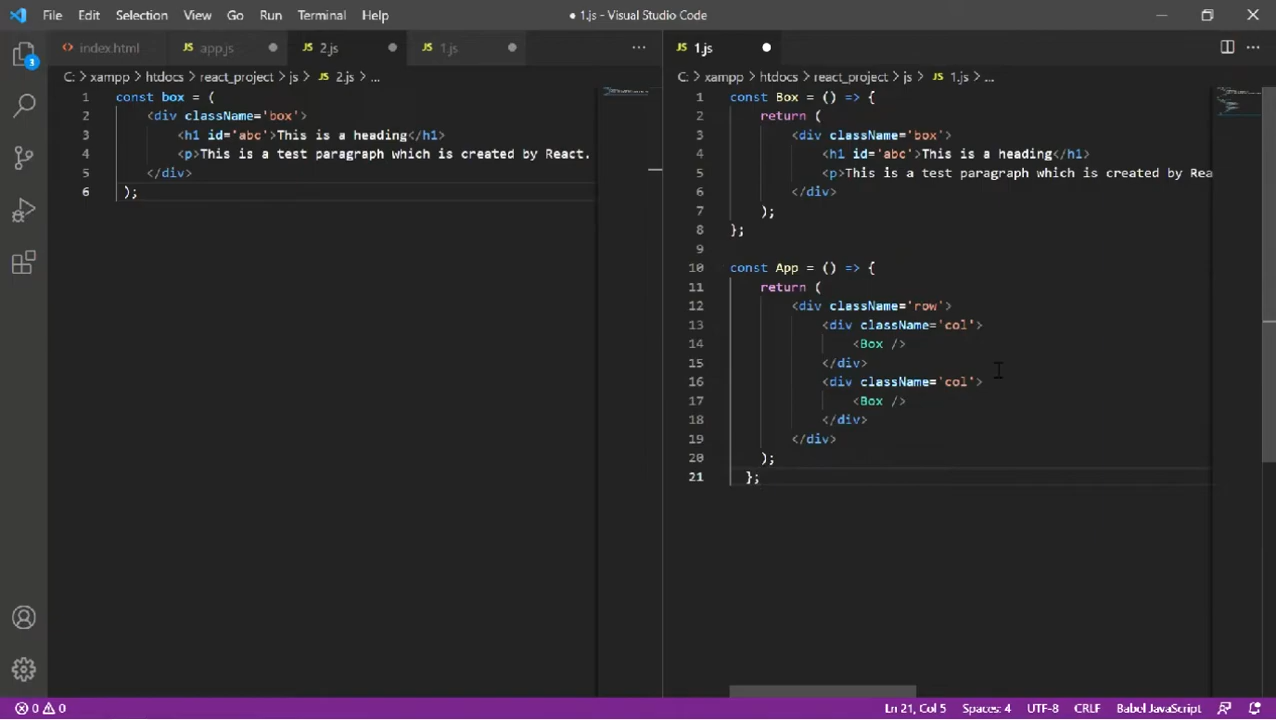 File Edit Selection View Go Run Terminal Help
● 1.js - Visual Studio Code
3
index.html
JS app.js ●
JS 2.js ●
JS 1.js ●
JS 1.js ●
C: > xampp > htdocs > react_project > js > JS 2.js > ...
1 const box = (
2 <div className='box'>
3 <h1 id='abc'>This is a heading</h1>
4 <p>This is a test paragraph which is created by React.
5 </div>
6 );
C: > xampp > htdocs > react_project > js > JS 1.js > ...
1 const Box = () => {
2 return (
3 <div className='box'>
4 <h1 id='abc'>This is a heading</h1>
5 <p>This is a test paragraph which is created by Rea
6 </div>
7 );
8 };
9
10 const App = () => {
11 return (
12 <div className='row'>
13 <div className='col'>
14 <Box />
15 </div>
16 <div className='col'>
17 <Box />
18 </div>
19 </div>
20 );
21 };
0 0
Ln 21, Col 5 Spaces: 4 UTF-8 CRLF Babel JavaScript